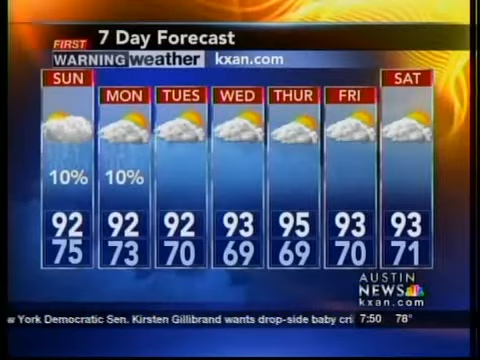 7 Day Forecast
FIRST
WARNING weather kxan.com
SUN MON TUES WED THUR FRI SAT
10% 10%
92 92 92 93 95 93 93
75 73 70 69 69 70 71
AUSTIN
NEWS
kxan.com
w York Democratic Sen. Kirsten Gillibrand wants drop-side baby cri 7:50 78°